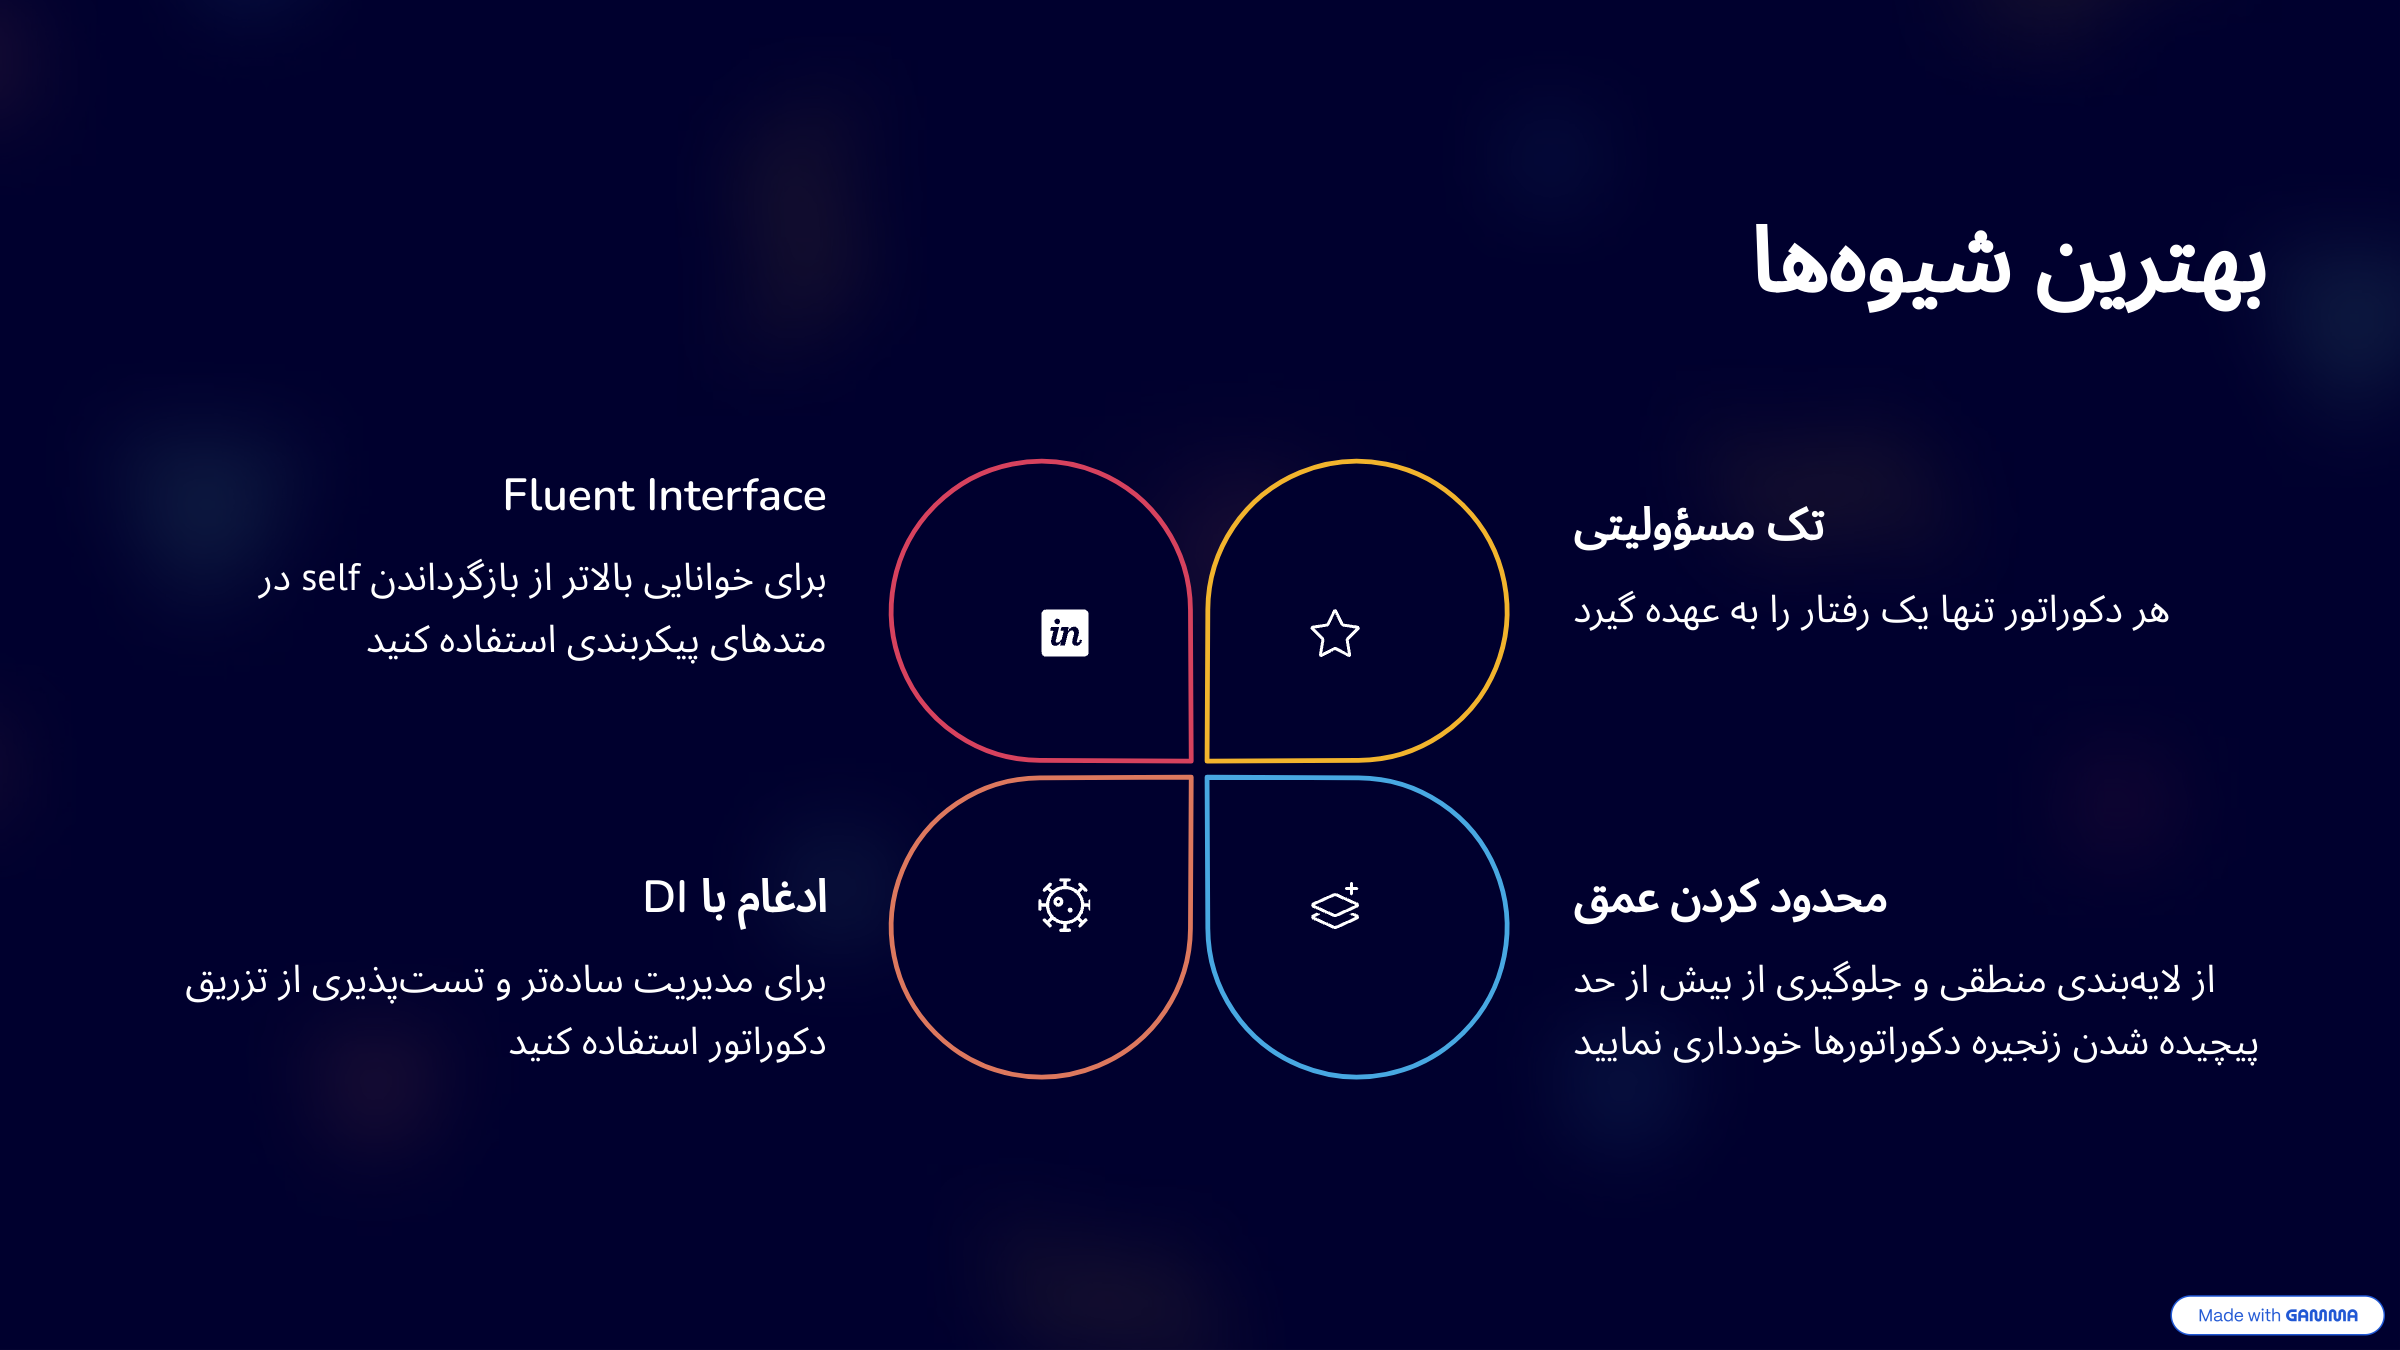 بهترین شیوه‌ها
تک مسؤولیتی
هر دکوراتور تنها یک رفتار را به عهده گیرد
Fluent Interface
برای خوانایی بالاتر از بازگرداندن self در
متدهای پیکربندی استفاده کنید
محدود کردن عمق
از لایه‌بندی منطقی و جلوگیری از بیش از حد
پیچیده شدن زنجیره دکوراتورها خودداری نمایید
ادغام با DI
برای مدیریت ساده‌تر و تست‌پذیری از تزریق
دکوراتور استفاده کنید
in
Made with GAMMA